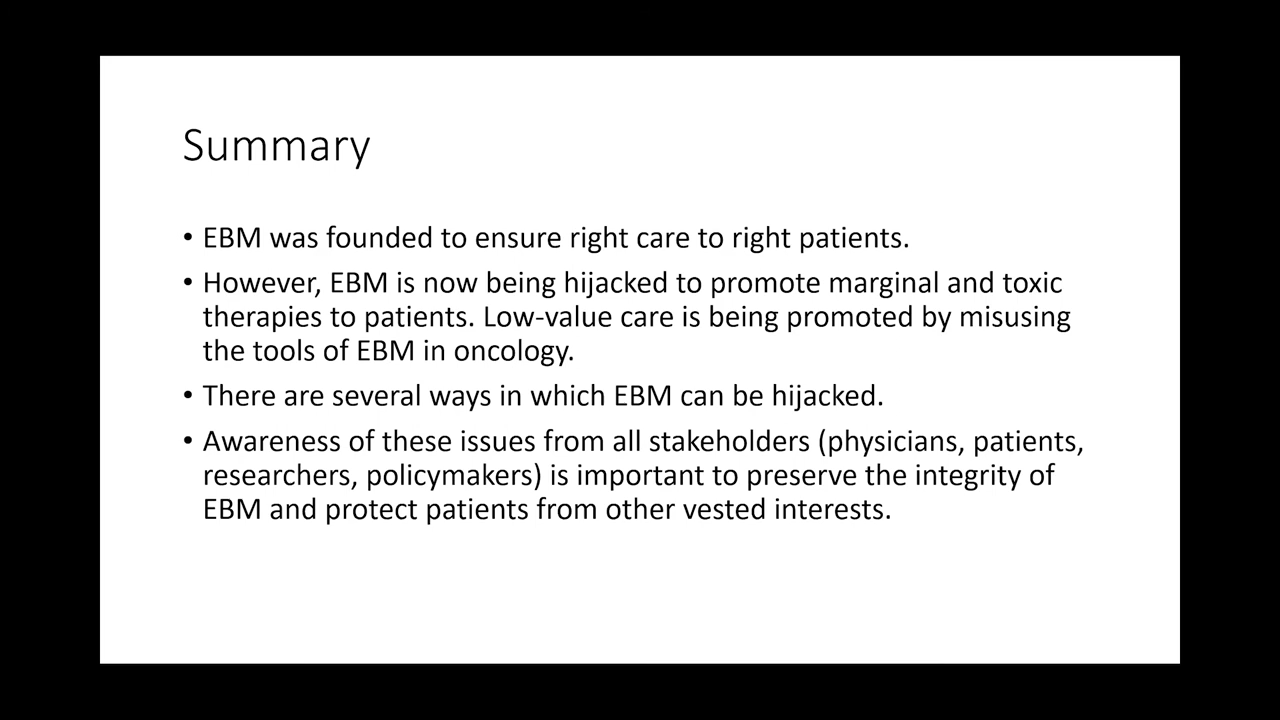 Summary
• EBM was founded to ensure right care to right patients.
• However, EBM is now being hijacked to promote marginal and toxic
therapies to patients. Low-value care is being promoted by misusing
the tools of EBM in oncology.
• There are several ways in which EBM can be hijacked.
• Awareness of these issues from all stakeholders (physicians, patients,
researchers, policymakers) is important to preserve the integrity of
EBM and protect patients from other vested interests.